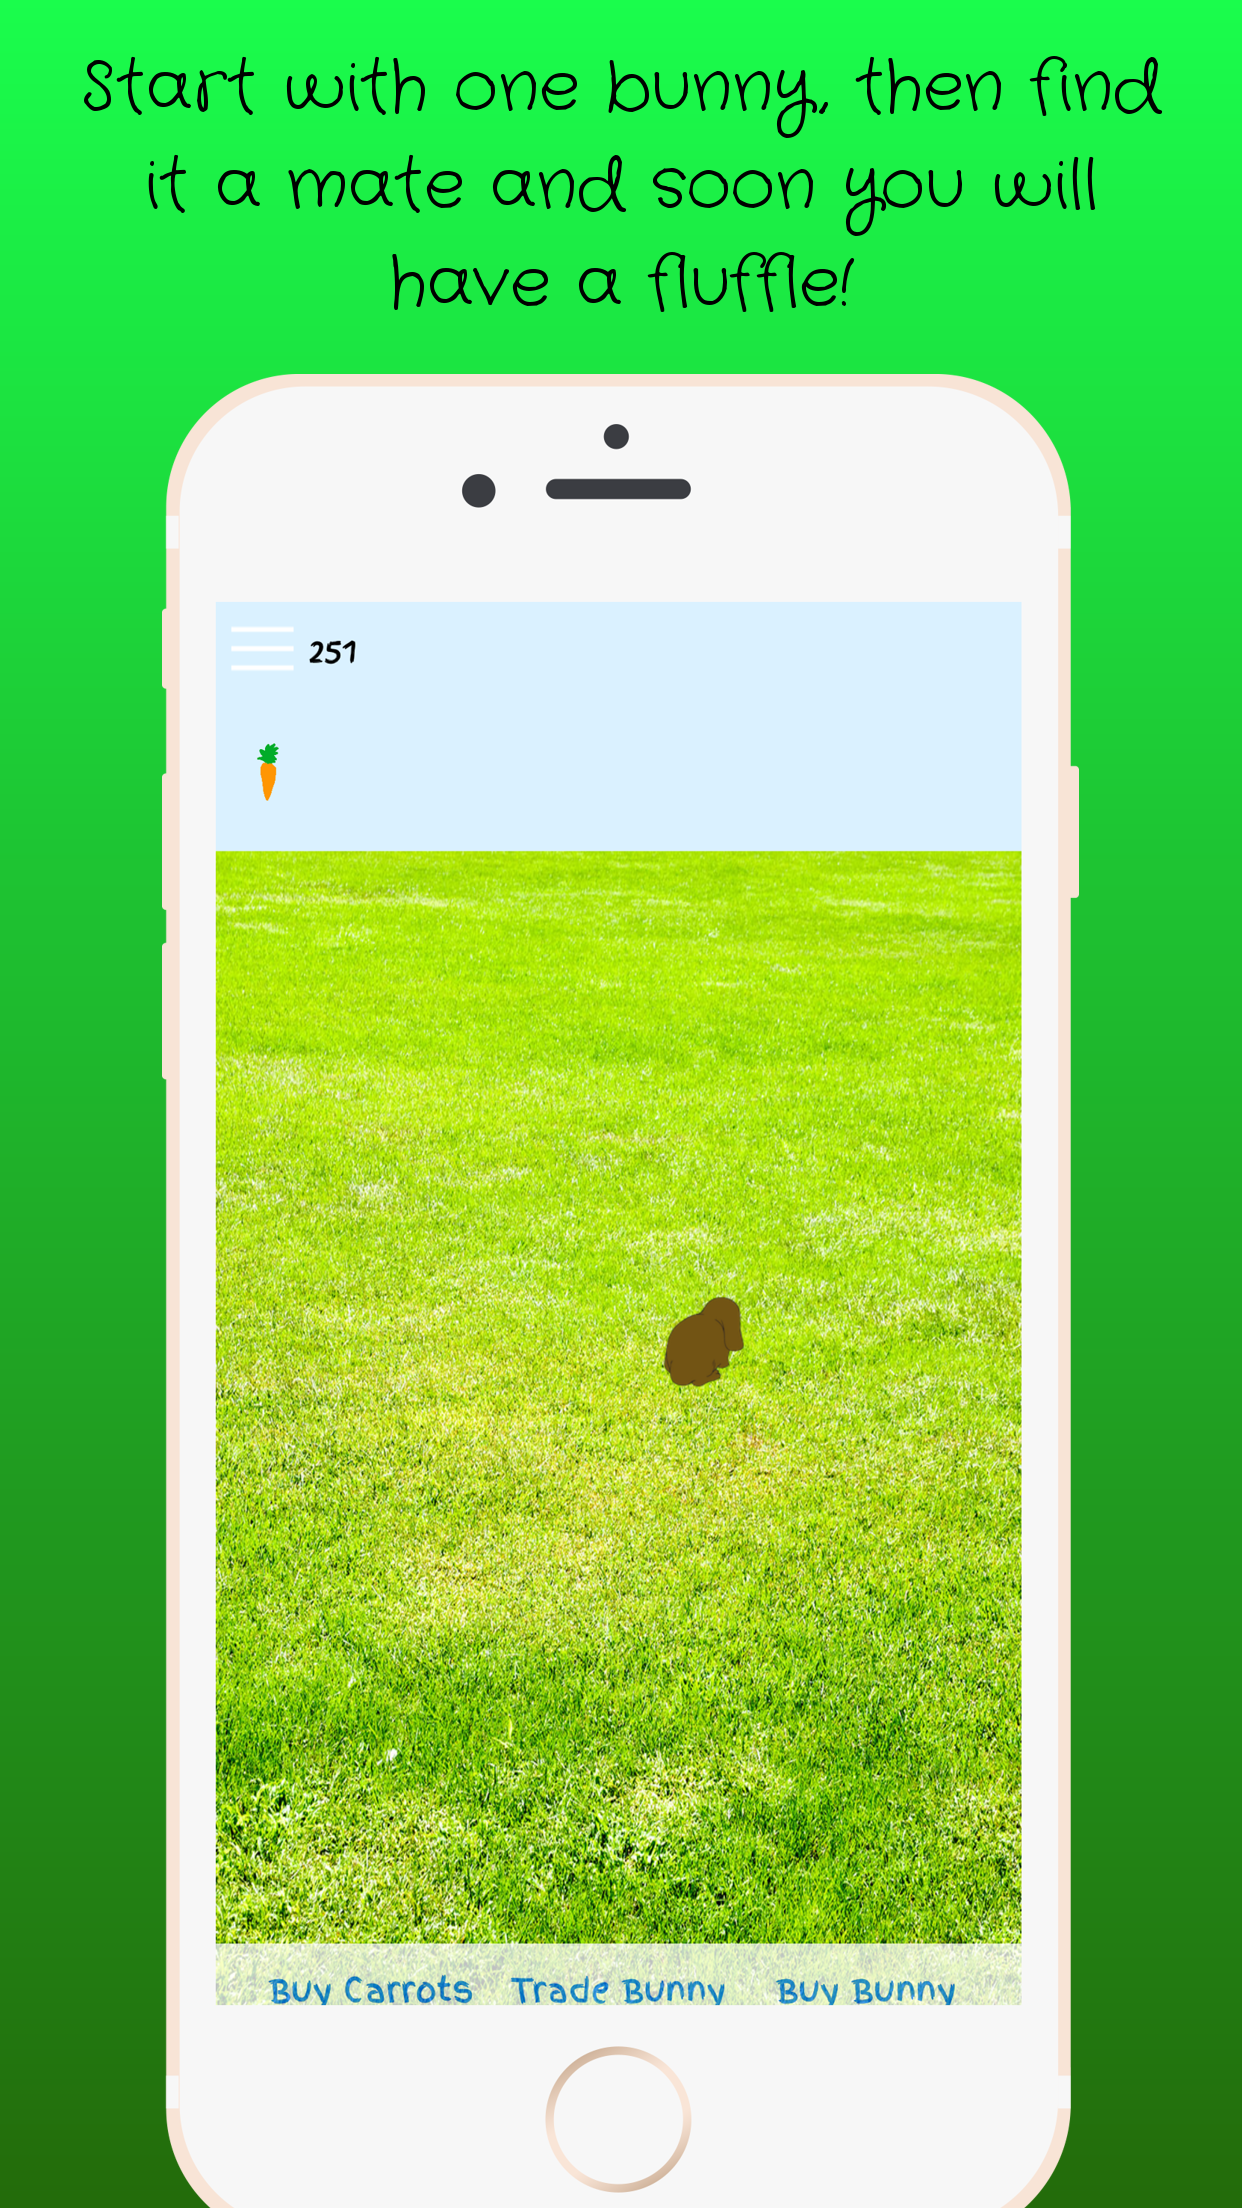 Start with one bunny, then find
it a mate and soon you will
have a fluffle!
251
Buy Carrots Trade Bunny Buy Bunny